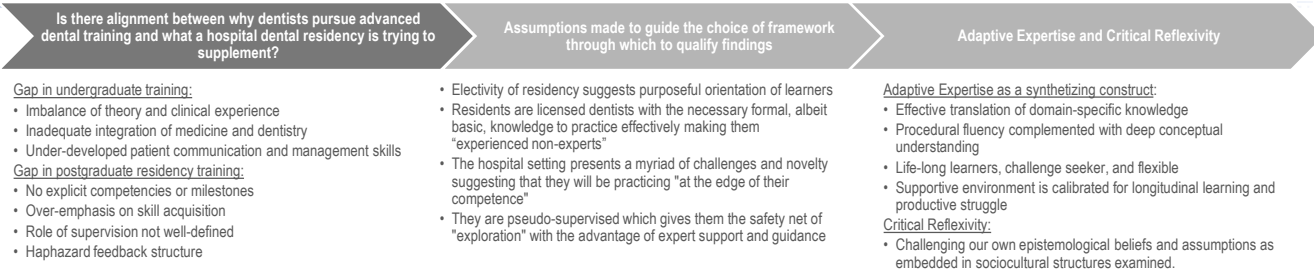 Is there alignment between why dentists pursue advanced
dental training and what a hospital dental residency is trying to
supplement?
Gap in undergraduate training:
• Imbalance of theory and clinical experience
• Inadequate integration of medicine and dentistry
• Under-developed patient communication and management skills
Gap in postgraduate residency training:
• No explicit competencies or milestones
• Over-emphasis on skill acquisition
• Role of supervision not well-defined
• Haphazard feedback structure
Assumptions made to guide the choice of framework
through which to qualify findings
• Electivity of residency suggests purposeful orientation of learners
• Residents are licensed dentists with the necessary formal, albeit
basic, knowledge to practice effectively making them
“experienced non-experts”
• The hospital setting presents a myriad of challenges and novelty
suggesting that they will be practicing "at the edge of their
competence"
• They are pseudo-supervised which gives them the safety net of
"exploration" with the advantage of expert support and guidance
Adaptive Expertise and Critical Reflexivity
Adaptive Expertise as a synthetizing construct:
• Effective translation of domain-specific knowledge
• Procedural fluency complemented with deep conceptual
understanding
• Life-long learners, challenge seeker, and flexible
• Supportive environment is calibrated for longitudinal learning and
productive struggle
Critical Reflexivity:
• Challenging our own epistemological beliefs and assumptions as
embedded in sociocultural structures examined.